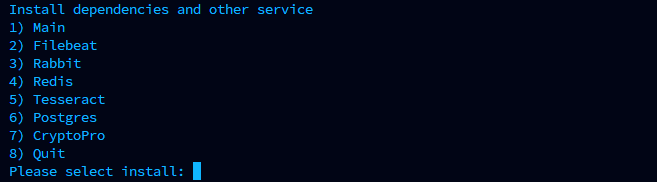 Install dependencies and other service
1) Main
2) Filebeat
3) Rabbit
4) Redis
5) Tesseract
6) Postgres
7) CryptoPro
8) Quit
Please select install: